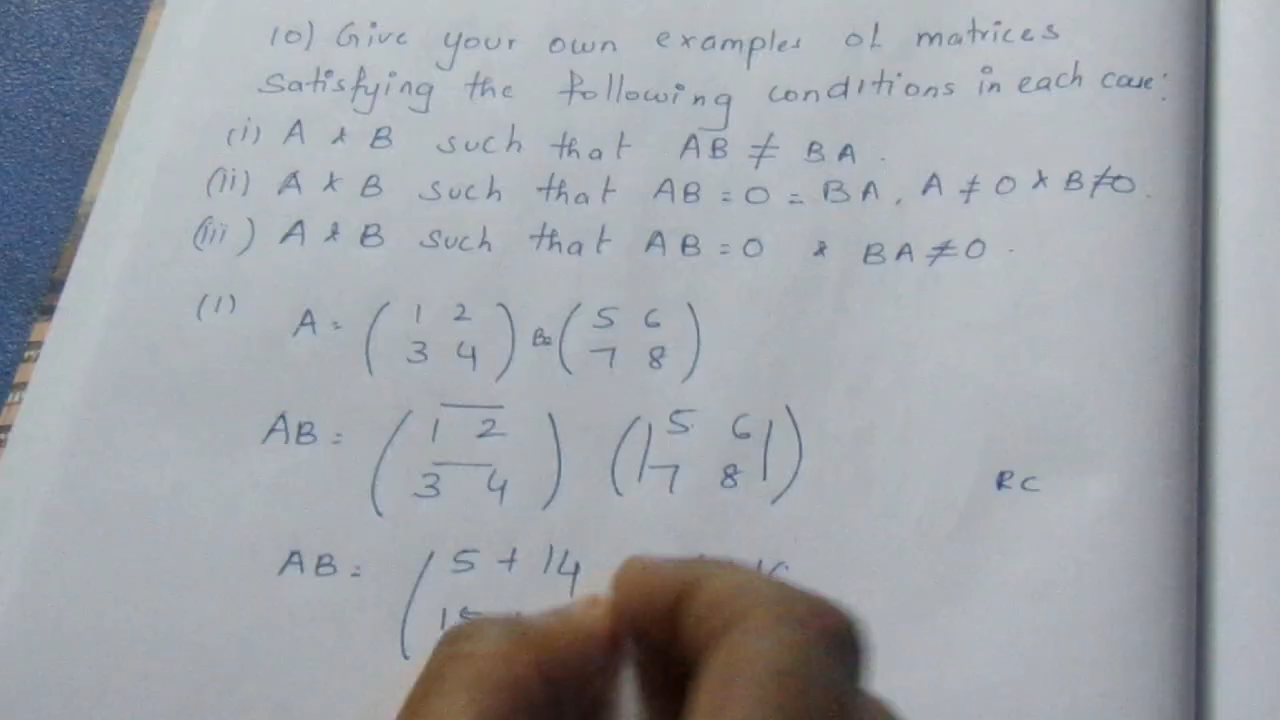 10) Give your own examples of matrices
satisfying the following conditions in each case:
(i) A & B such that AB ≠ BA.
(ii) A & B such that AB = 0 = BA, A ≠ 0 & B ≠ 0.
(iii) A & B such that AB = 0 & BA ≠ 0.
(1) A = ( 1 2 ) B= ( 5 6 )
3 4 7 8
AB = ( 1 2 ) ( 5 6 )
3 4 7 8
RC
AB = ( 5 + 14